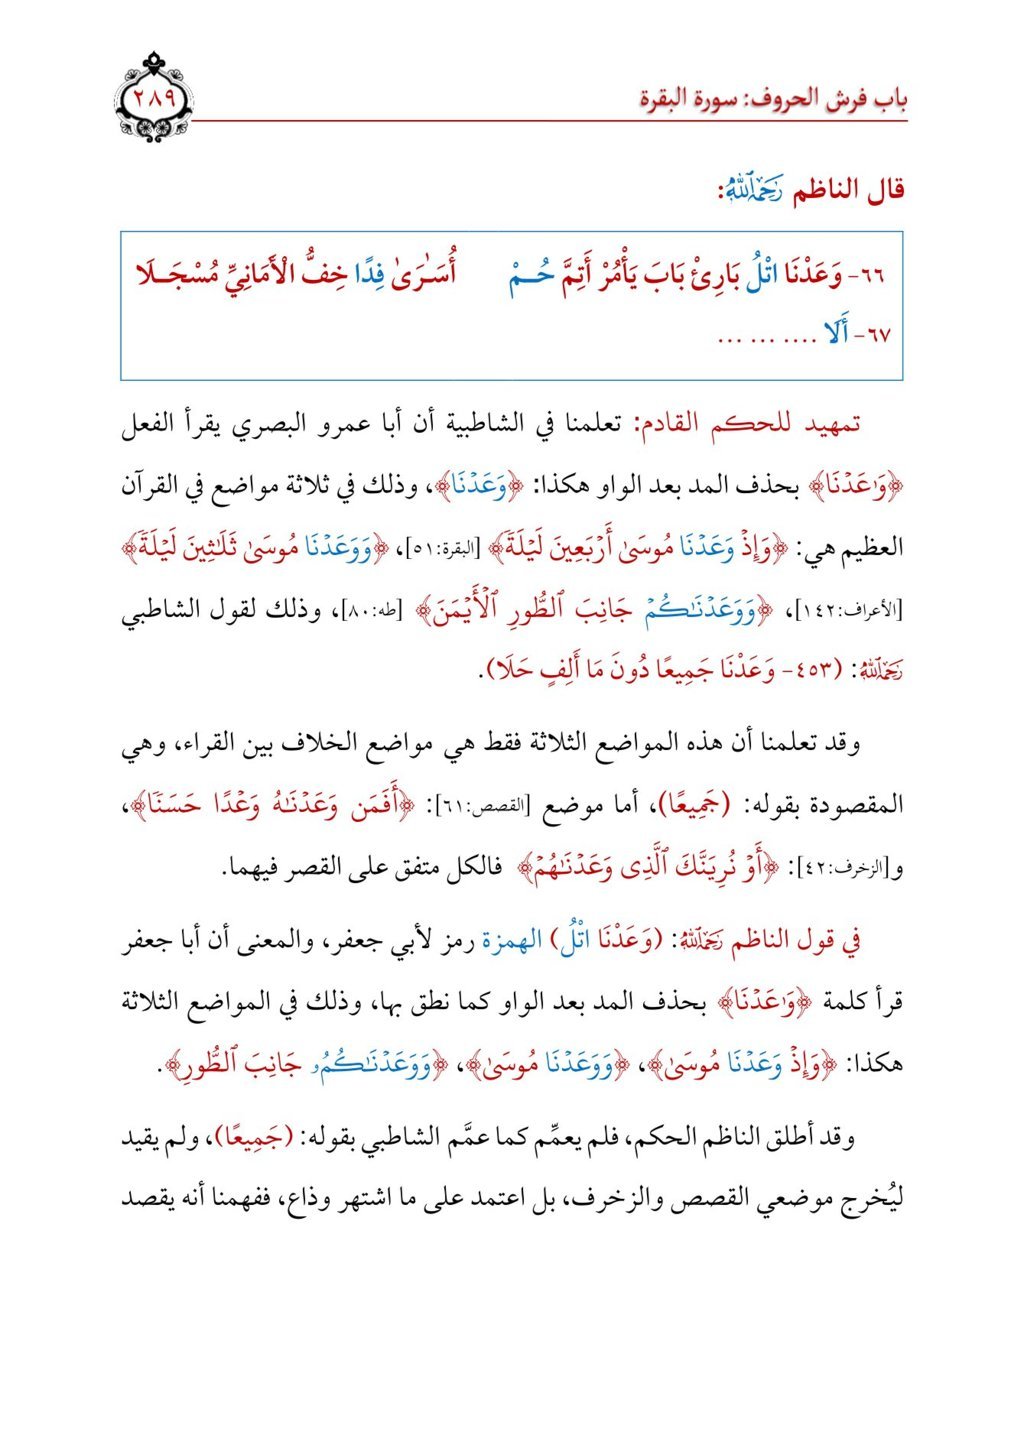 باب فرش الحروف: سورة البقرة
٢٨٩
قال الناظم رَحِمَهُ ٱللَّهُ:
٦٦- وَعَدْنَا اتْلُ بَارِئْ بَابَ يَأْمُرْ أَتِمَّ حُــمْ أُسَـٰرَىٰ فِدًا خِفُّ الْأَمَانِيِّ مُسْجَـلَا
٦٧- أَلَا .... ... ...
تمهيد للحكم القادم: تعلمنا في الشاطبية أن أبا عمرو البصري يقرأ الفعل
﴿وَٰعَدۡنَا﴾ بحذف المد بعد الواو هكذا: ﴿وَعَدۡنَا﴾، وذلك في ثلاثة مواضع في القرآن
العظيم هي: ﴿وَإِذۡ وَعَدۡنَا مُوسَىٰ أَرۡبَعِينَ لَيۡلَةٗ﴾ [البقرة:٥١]، ﴿وَوَعَدۡنَا مُوسَىٰ ثَلَٰثِينَ لَيۡلَةٗ﴾
[الأعراف:١٤٢]، ﴿وَوَعَدۡنَٰكُمۡ جَانِبَ ٱلطُّورِ ٱلۡأَيۡمَنَ﴾ [طه:٨٠]، وذلك لقول الشاطبي
رَحِمَهُ ٱللَّهُ: (٤٥٣- وَعَدْنَا جَمِيعًا دُونَ مَا أَلِفٍ حَلَا).
وقد تعلمنا أن هذه المواضع الثلاثة فقط هي مواضع الخلاف بين القراء، وهي
المقصودة بقوله: (جَمِيعًا)، أما موضع [القصص:٦١]: ﴿أَفَمَن وَعَدۡنَٰهُ وَعۡدًا حَسَنٗا﴾،
و[الزخرف:٤٢]: ﴿أَوۡ نُرِيَنَّكَ ٱلَّذِى وَعَدۡنَٰهُمۡ﴾ فالكل متفق على القصر فيهما.
في قول الناظم رَحِمَهُ ٱللَّهُ: (وَعَدْنَا اتْلُ) الهمزة رمز لأبي جعفر، والمعنى أن أبا جعفر
قرأ كلمة ﴿وَٰعَدۡنَا﴾ بحذف المد بعد الواو كما نطق بها، وذلك في المواضع الثلاثة
هكذا: ﴿وَإِذۡ وَعَدۡنَا مُوسَىٰ﴾، ﴿وَوَعَدۡنَا مُوسَىٰ﴾، ﴿وَوَعَدۡنَٰكُمُۥ جَانِبَ ٱلطُّورِ﴾.
وقد أطلق الناظم الحكم، فلم يعمِّم كما عمَّم الشاطبي بقوله: (جَمِيعًا)، ولم يقيد
ليُخرج موضعي القصص والزخرف، بل اعتمد على ما اشتهر وذاع، ففهمنا أنه يقصد